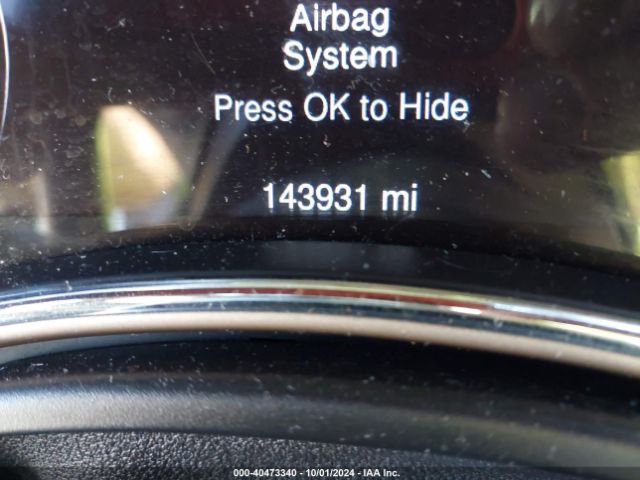 Airbag
System
Press OK to Hide
143931 mi
000-40473340 - 10/01/2024 - IAA Inc.